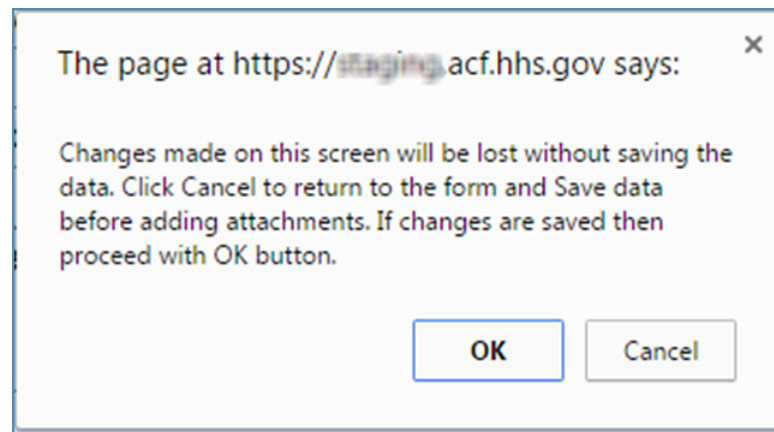 The page at https:// .acf.hhs.gov says:
Changes made on this screen will be lost without saving the
data. Click Cancel to return to the form and Save data
before adding attachments. If changes are saved then
proceed with OK button.
OK Cancel